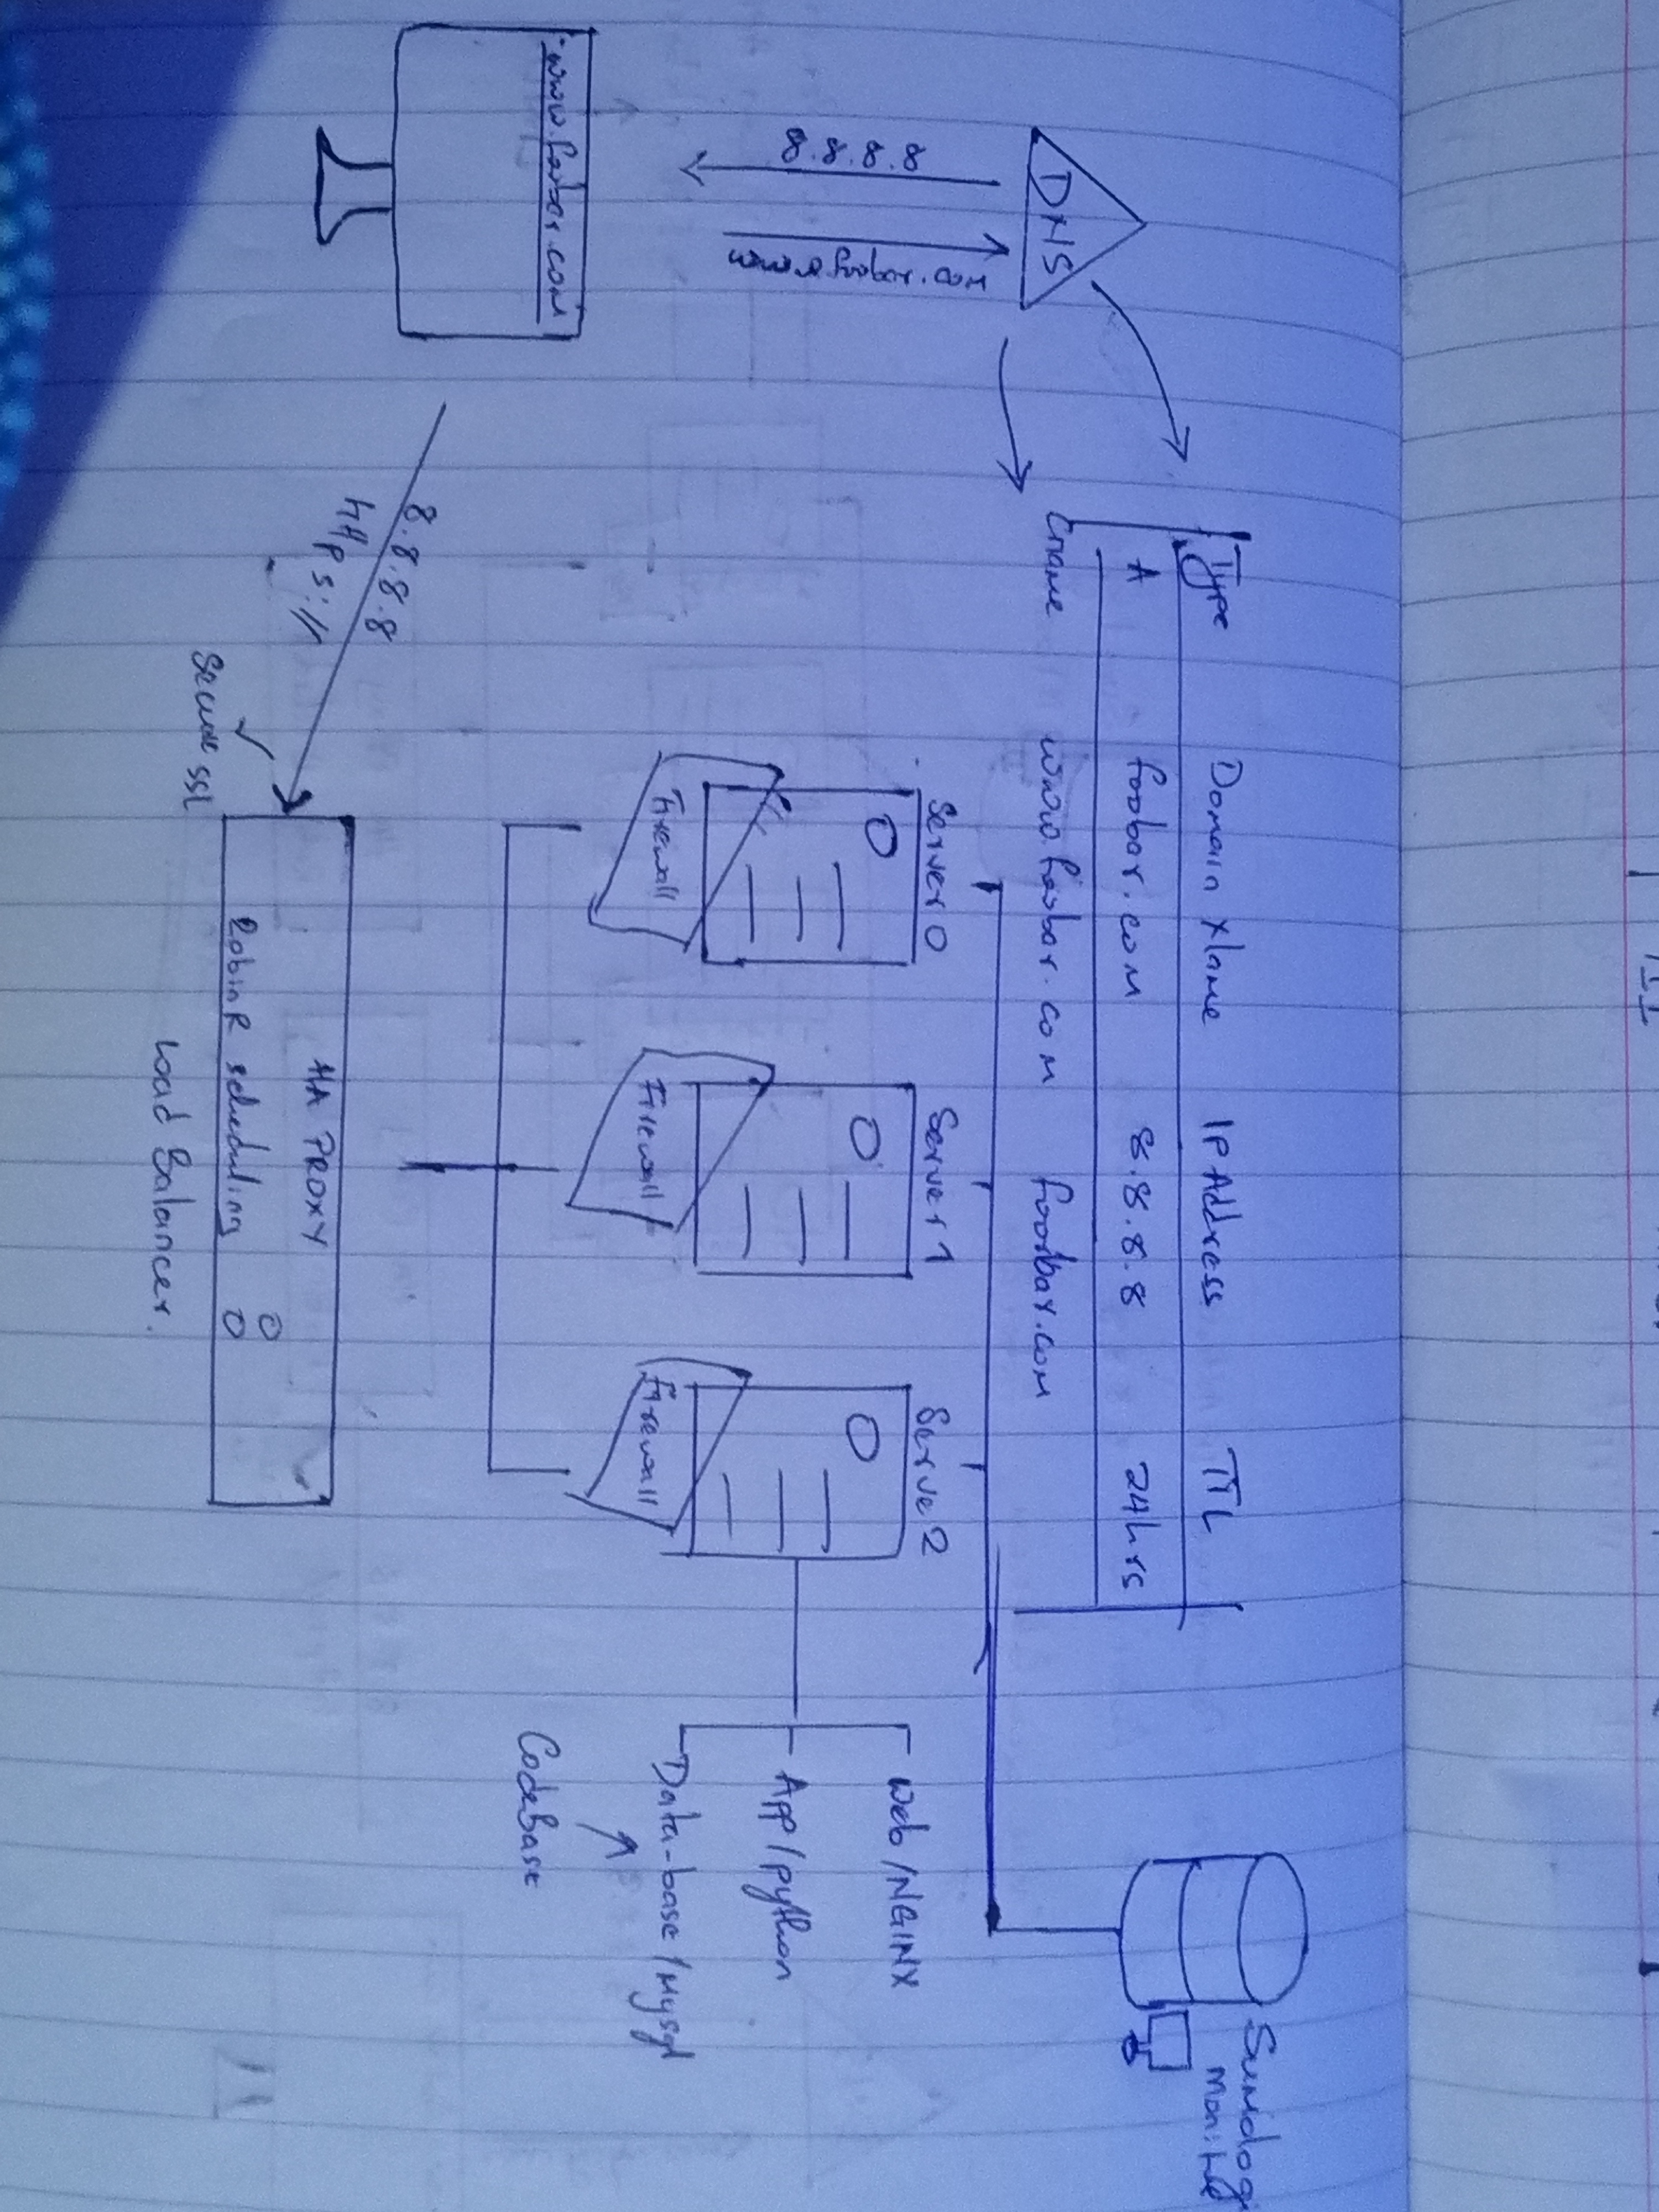 DNS
8.8.8.8
www.foobar.com
www.foobar.com
Type Domain Name IP Address TTL
A foobar.com 8.8.8.8 24hrs
Cname www.foobar.com foobar.com
Sumologic
monitor
8.8.8.8
https://
Secure SSL
Server 0
Firewall
Server 1
Firewall
Serve 2
Firewall
Web/NGINX
App/python
Data-base/Mysql
CodeBase
HA PROXY
Robin R scheduling
Load Balancer.